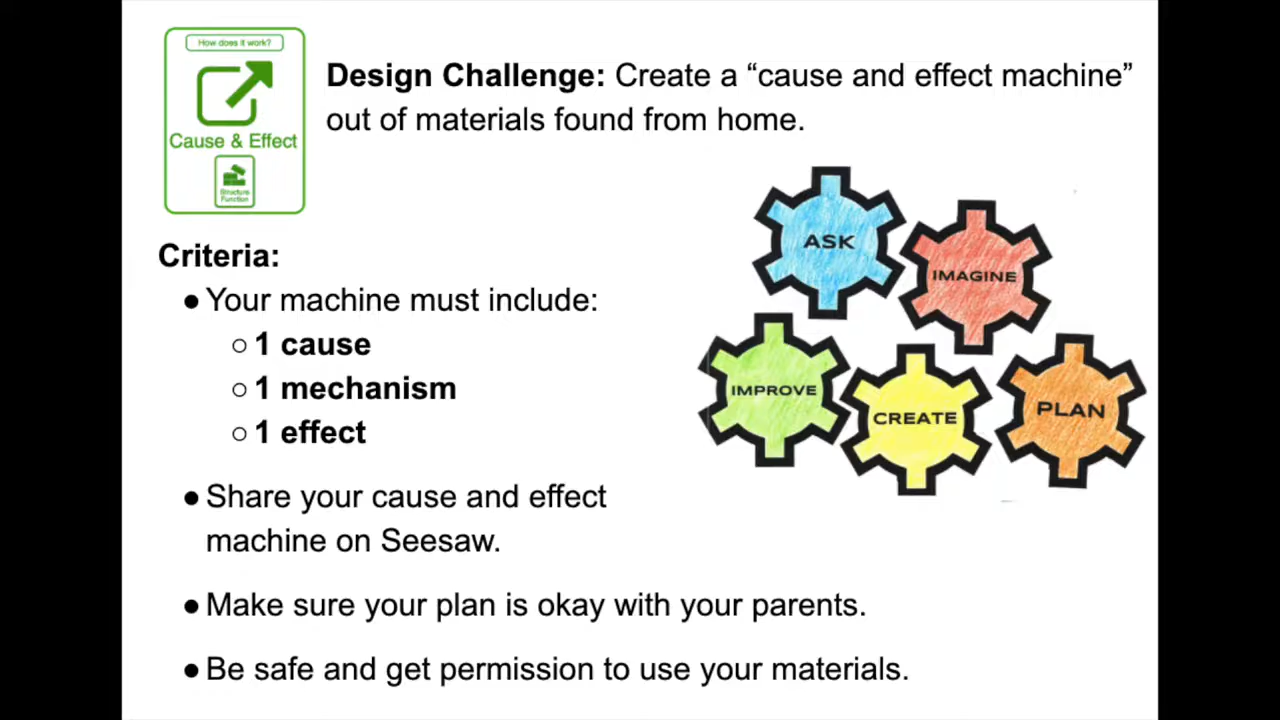 How does it work?
Cause & Effect
Structure
Function
Design Challenge: Create a “cause and effect machine”
out of materials found from home.
Criteria:
● Your machine must include:
○ 1 cause
○ 1 mechanism
○ 1 effect
● Share your cause and effect
machine on Seesaw.
● Make sure your plan is okay with your parents.
● Be safe and get permission to use your materials.
ASK
IMAGINE
IMPROVE
CREATE
PLAN